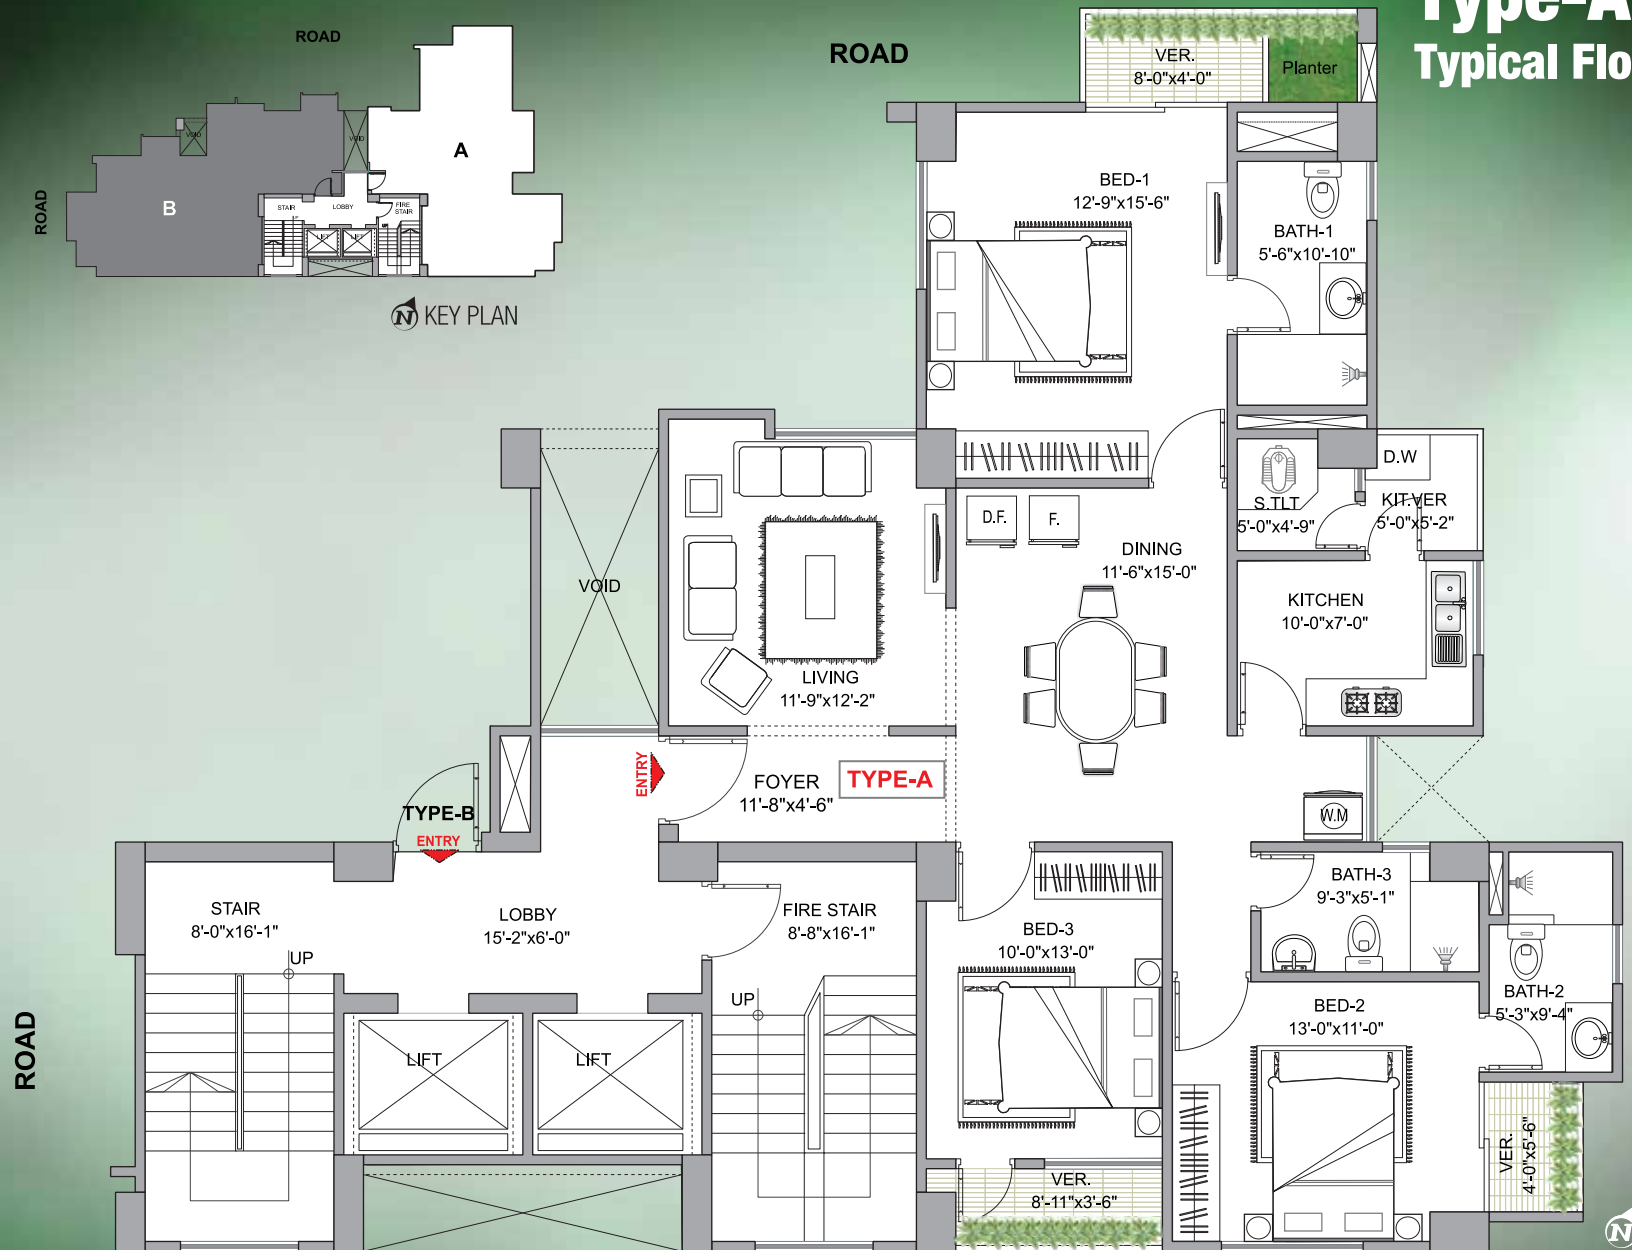 Type-A
Typical Flo
ROAD
ROAD
VOID
VOID
A
B
STAIR
LOBBY
FIRE
STAIR
UP
UP
LIFT
LIFT
ROAD
N KEY PLAN
VER.
8'-0"x4'-0"
Planter
BED-1
12'-9"x15'-6"
BATH-1
5'-6"x10'-10"
D.W
S.TLT
5'-0"x4'-9"
KIT.VER
5'-0"x5'-2"
D.F.
F.
DINING
11'-6"x15'-0"
VOID
KITCHEN
10'-0"x7'-0"
LIVING
11'-9"x12'-2"
ENTRY
FOYER
11'-8"x4'-6"
TYPE-A
TYPE-B
ENTRY
W.M
STAIR
8'-0"x16'-1"
LOBBY
15'-2"x6'-0"
FIRE STAIR
8'-8"x16'-1"
BED-3
10'-0"x13'-0"
BATH-3
9'-3"x5'-1"
UP
UP
BED-2
13'-0"x11'-0"
BATH-2
5'-3"x9'-4"
LIFT
LIFT
ROAD
VER.
8'-11"x3'-6"
VER.
4'-0"x5'-6"
N